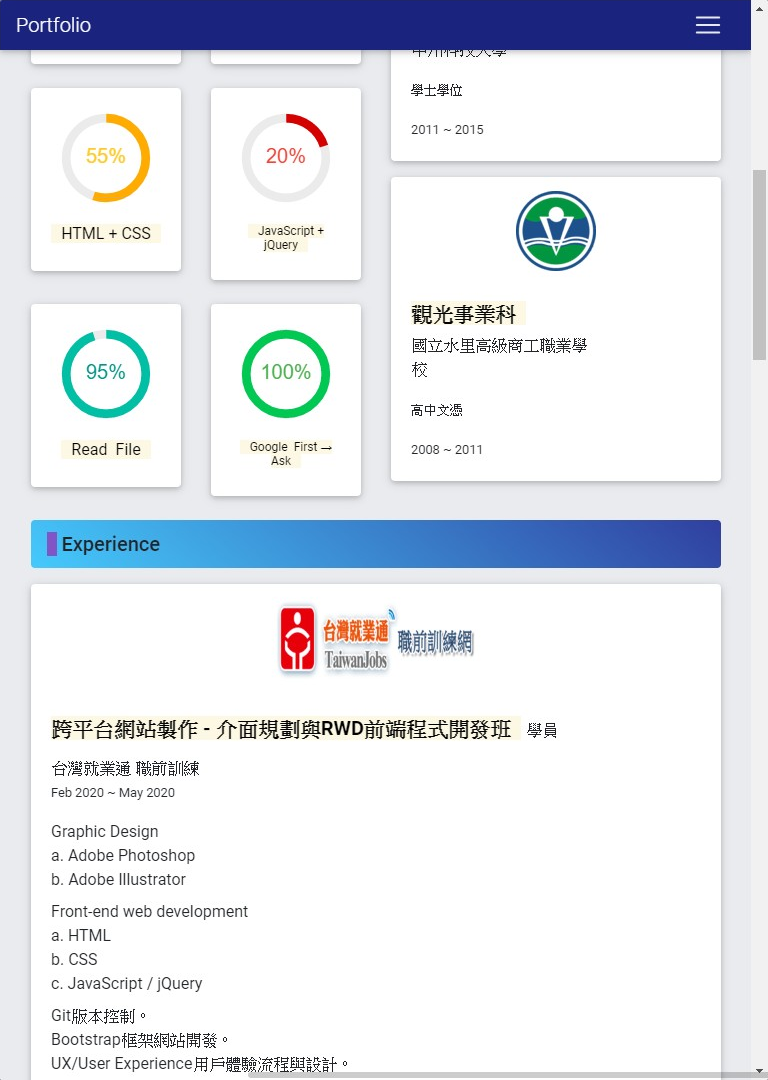 Portfolio
55%
HTML + CSS
20%
JavaScript +
jQuery
95%
Read File
100%
Google First →
Ask
學士學位
2011 ~ 2015
觀光事業科
國立水里高級商工職業學
校
高中文憑
2008 ~ 2011
Experience
台灣就業通
TaiwanJobs
職前訓練網
跨平台網站製作 - 介面規劃與RWD前端程式開發班 學員
台灣就業通 職前訓練
Feb 2020 ~ May 2020
Graphic Design
a. Adobe Photoshop
b. Adobe Illustrator
Front-end web development
a. HTML
b. CSS
c. JavaScript / jQuery
Git版本控制。
Bootstrap框架網站開發。
UX/User Experience用戶體驗流程與設計。